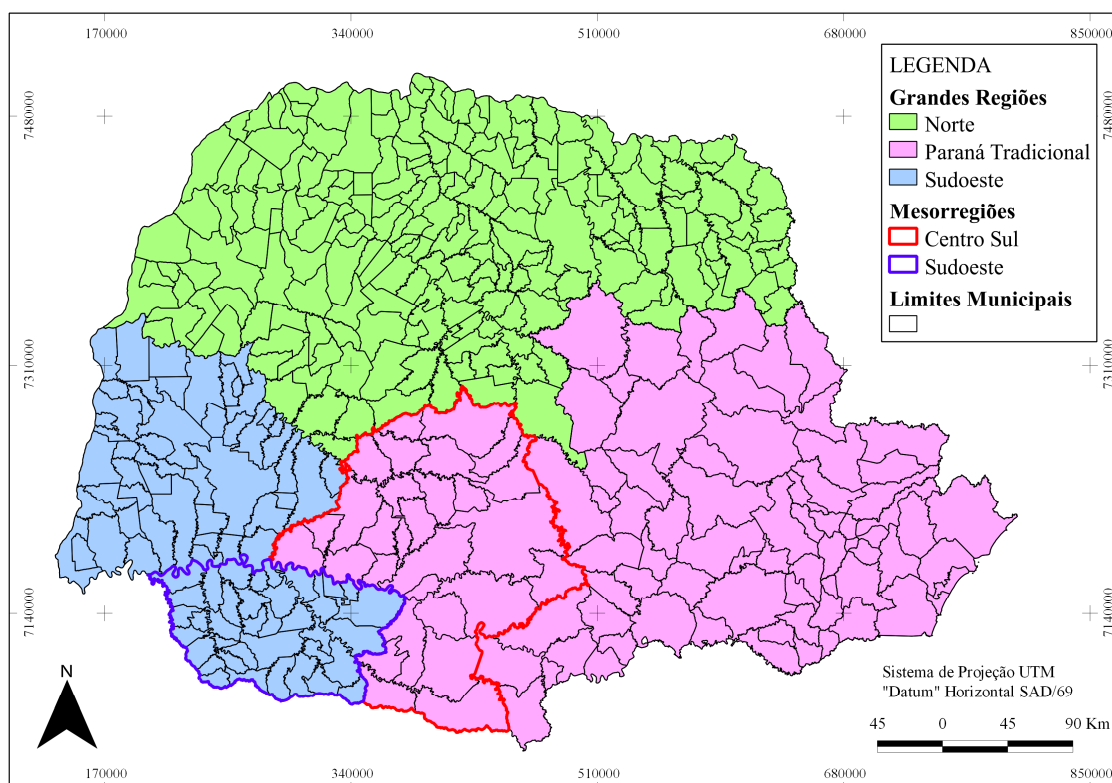 170000 340000 510000 680000 850000
7480000 7480000
LEGENDA
Grandes Regiões
Norte
Paraná Tradicional
Sudoeste
Mesorregiões
Centro Sul
Sudoeste
Limites Municipais
7310000 7310000
7140000 7140000
N
Sistema de Projeção UTM
"Datum" Horizontal SAD/69
45 0 45 90 Km
170000 340000 510000 680000 850000